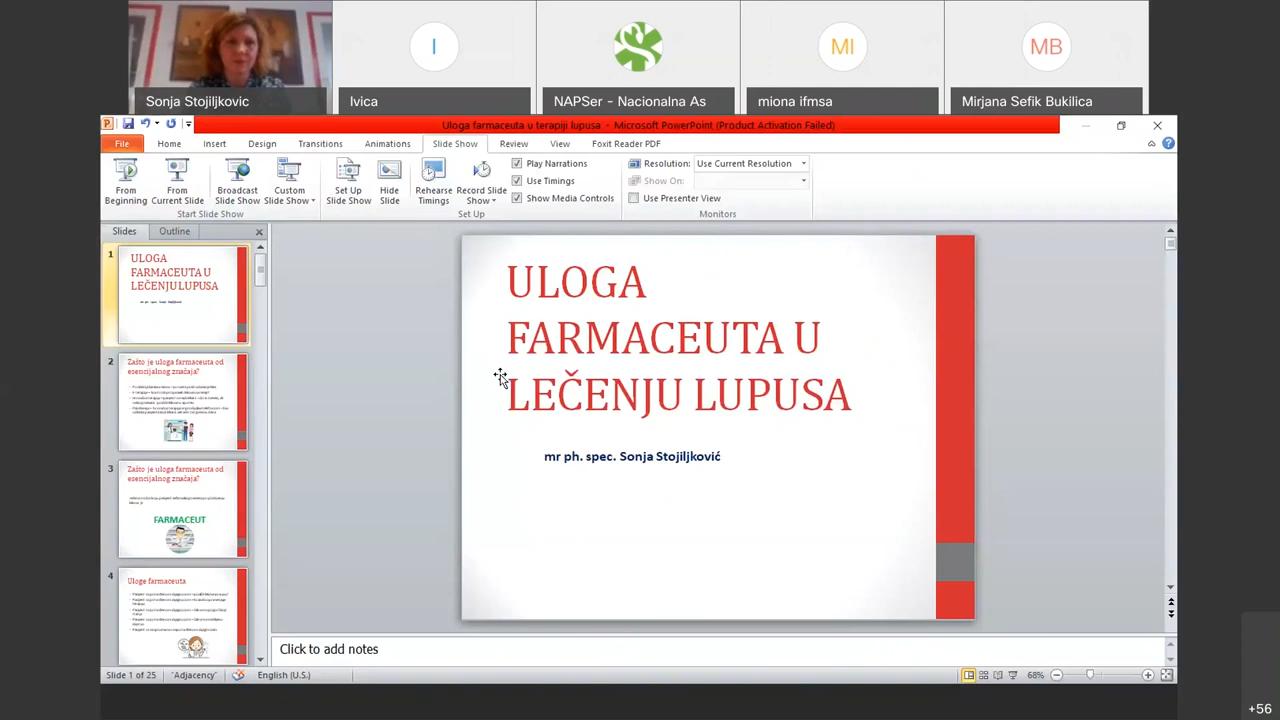 I
MI
MB
Sonja Stojiljkovic
Ivica
NAPSer - Nacionalna As
miona ifmsa
Mirjana Sefik Bukilica
Uloga farmaceuta u terapiji lupusa - Microsoft PowerPoint (Product Activation Failed)
File Home Insert Design Transitions Animations Slide Show Review View Foxit Reader PDF
From Beginning
From Current Slide
Broadcast Slide Show
Custom Slide Show
Set Up Slide Show
Hide Slide
Rehearse Timings
Record Slide Show
Play Narrations
Use Timings
Show Media Controls
Resolution: Use Current Resolution
Show On:
Use Presenter View
Start Slide Show
Set Up
Monitors
Slides Outline
1
ULOGA
FARMACEUTA U
LEČENJU LUPUSA
2
Zašto je uloga farmaceuta od
esencijalnog značaja?
3
Zašto je uloga farmaceuta od
esencijalnog značaja?
FARMACEUT
4
Uloge farmaceuta
ULOGA
FARMACEUTA U
LEČENJU LUPUSA
mr ph. spec. Sonja Stojiljković
Click to add notes
Slide 1 of 25 "Adjacency" English (U.S.) 68%
+56